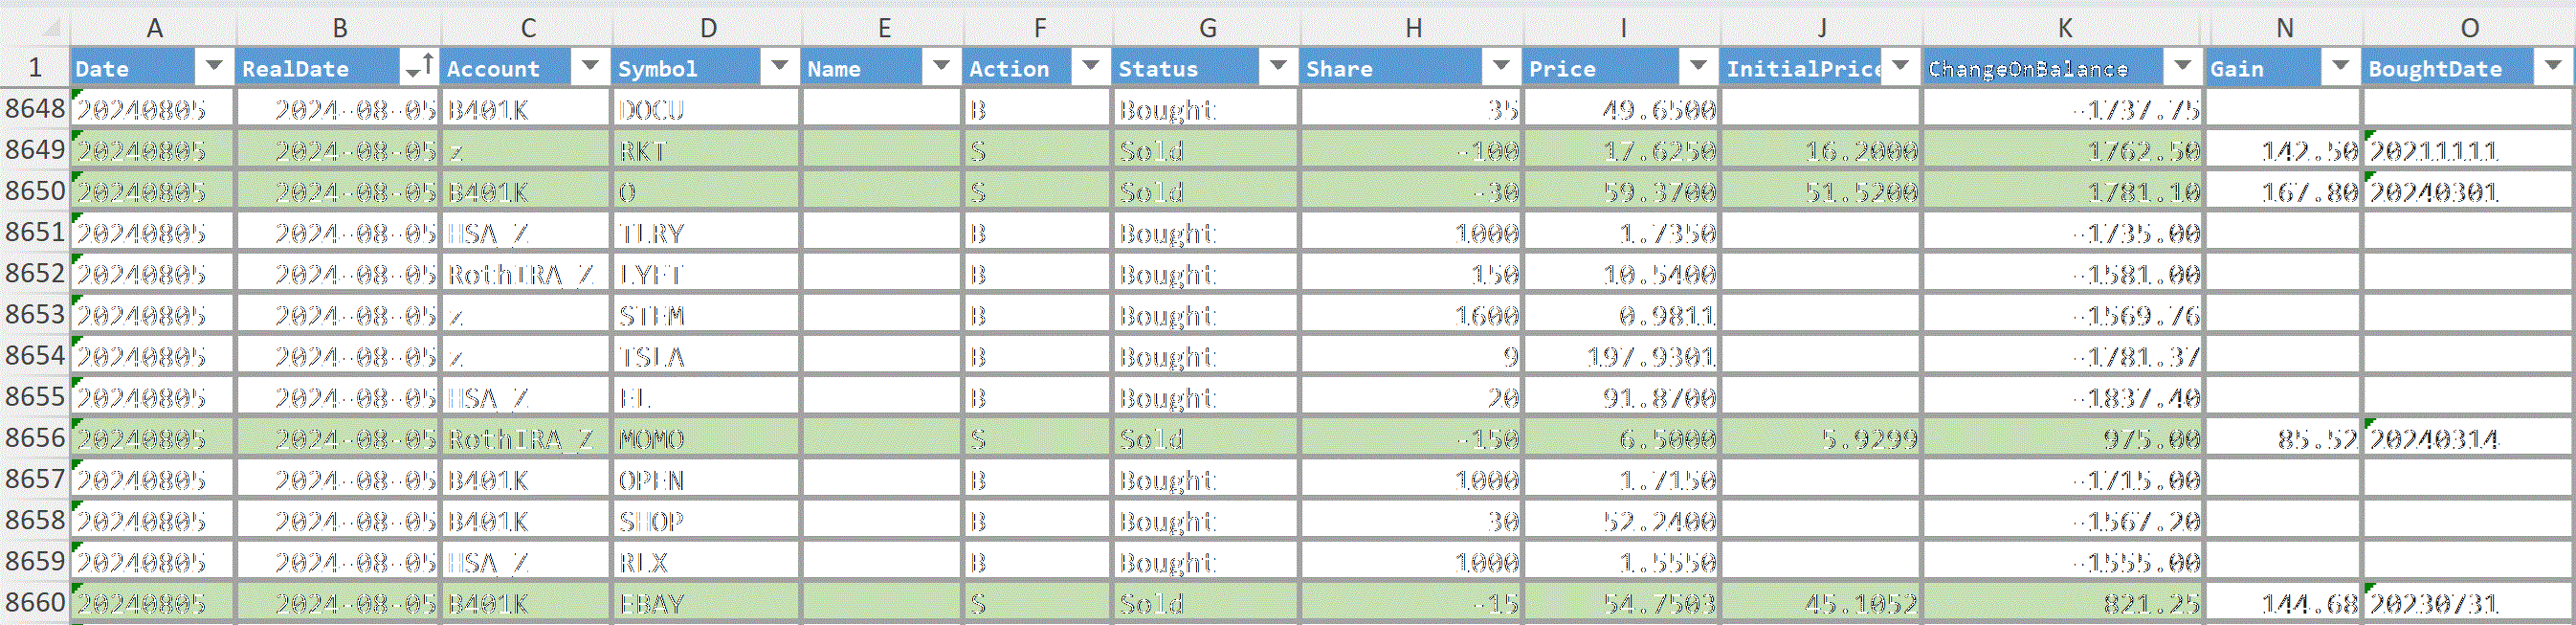 A B C D E F G H I J K N O
1 Date RealDate Account Symbol Name Action Status Share Price InitialPrice ChangeOnBalance Gain BoughtDate
8648 20240805 2024-08-05 B401K DOCU B Bought 35 49.6500 -1737.75
8649 20240805 2024-08-05 z RKT S Sold -100 17.6250 16.2000 1762.50 142.50 20211111
8650 20240805 2024-08-05 B401K O S Sold -30 59.3700 51.5200 1781.10 167.80 20240301
8651 20240805 2024-08-05 HSA_Z TLRY B Bought 1000 1.7350 -1735.00
8652 20240805 2024-08-05 RothIRA_Z LYFT B Bought 150 10.5400 -1581.00
8653 20240805 2024-08-05 z STEM B Bought 1600 0.9811 -1569.76
8654 20240805 2024-08-05 z TSLA B Bought 9 197.9301 -1781.37
8655 20240805 2024-08-05 HSA_Z EL B Bought 20 91.8700 -1837.40
8656 20240805 2024-08-05 RothIRA_Z MOMO S Sold -150 6.5000 5.9299 975.00 85.52 20240314
8657 20240805 2024-08-05 B401K OPEN B Bought 1000 1.7150 -1715.00
8658 20240805 2024-08-05 B401K SHOP B Bought 30 52.2400 -1567.20
8659 20240805 2024-08-05 HSA_Z RLX B Bought 1000 1.5550 -1555.00
8660 20240805 2024-08-05 B401K EBAY S Sold -15 54.7503 45.1052 821.25 144.68 20230731